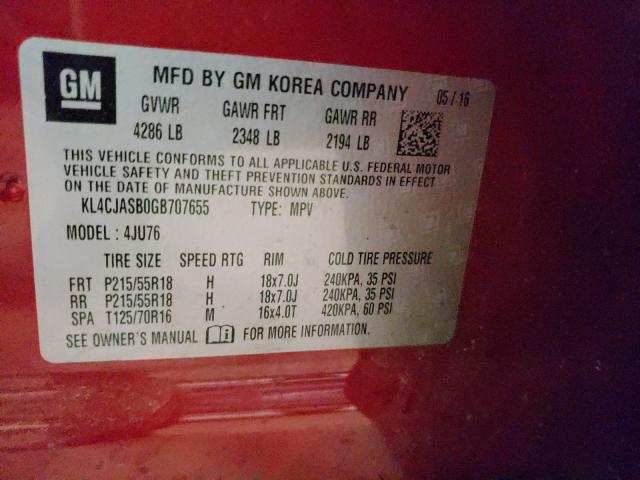 GM
MFD BY GM KOREA COMPANY 05 / 16
GVWR GAWR FRT GAWR RR
4286 LB 2348 LB 2194 LB
THIS VEHICLE CONFORMS TO ALL APPLICABLE U.S. FEDERAL MOTOR
VEHICLE SAFETY AND THEFT PREVENTION STANDARDS IN EFFECT
ON THE DATE OF MANUFACTURE SHOWN ABOVE.
KL4CJASB0GB707655 TYPE: MPV
MODEL : 4JU76
TIRE SIZE SPEED RTG RIM COLD TIRE PRESSURE
FRT P215/55R18 H 18x7.0J 240KPA, 35 PSI
RR P215/55R18 H 18x7.0J 240KPA, 35 PSI
SPA T125/70R16 M 16x4.0T 420KPA, 60 PSI
SEE OWNER'S MANUAL FOR MORE INFORMATION.